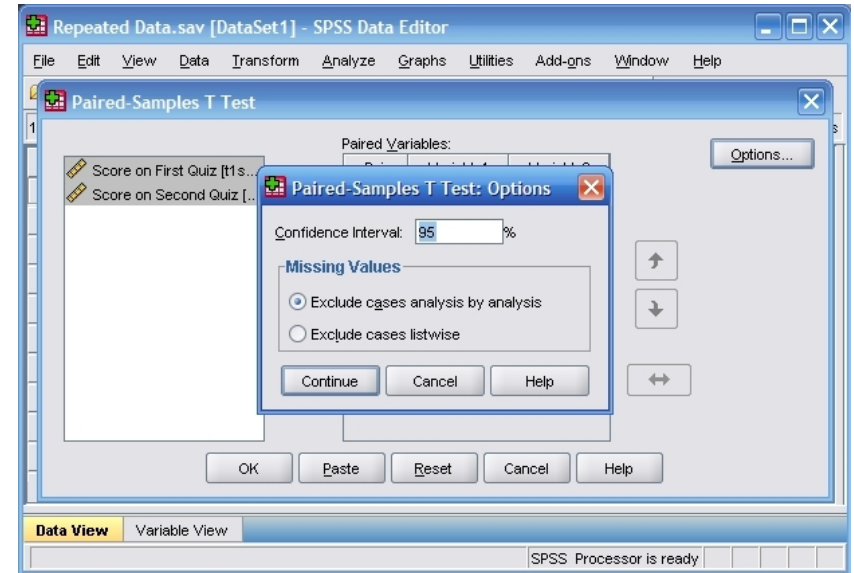 Repeated Data.sav [DataSet1] - SPSS Data Editor
File Edit View Data Transform Analyze Graphs Utilities Add-ons Window Help
Paired-Samples T Test
Paired Variables:
Options...
Score on First Quiz [t1s...
Score on Second Quiz [...
Paired-Samples T Test: Options
Confidence Interval: 95 %
Missing Values
Exclude cases analysis by analysis
Exclude cases listwise
Continue Cancel Help
OK Paste Reset Cancel Help
Data View Variable View
SPSS Processor is ready